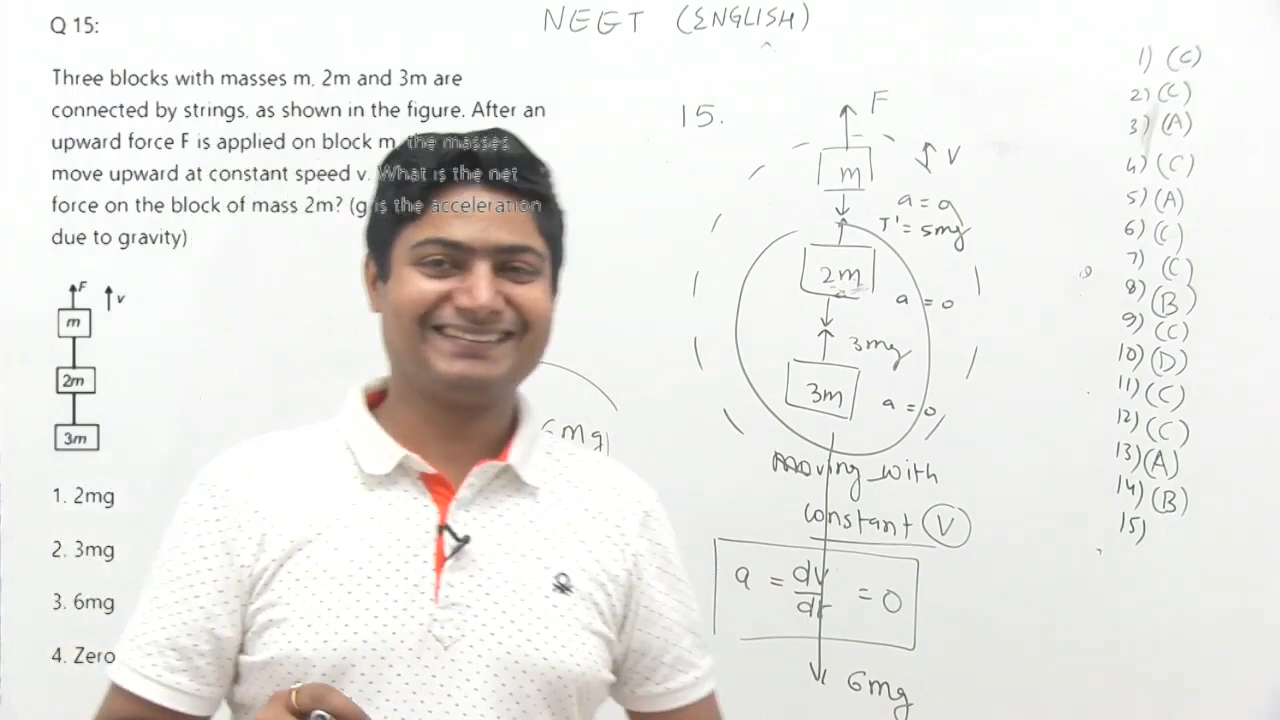 Q 15:
Three blocks with masses m, 2m and 3m are
connected by strings, as shown in the figure. After an
upward force F is applied on block m, the masses
move upward at constant speed v. What is the net
force on the block of mass 2m? (g is the acceleration
due to gravity)
F
v
m
2m
3m
1. 2mg
2. 3mg
3. 6mg
4. Zero
NEET (ENGLISH)
15.
F
m
V
a = 0
T' = 5mg
2m
a = 0
3mg
3m
a = 0
moving with
constant V
a = dv/dt = 0
6mg
6mg
1) (C)
2) (C)
3) (A)
4) (C)
5) (A)
6) (C)
7) (C)
8) (B)
9) (C)
10) (D)
11) (C)
12) (C)
13) (A)
14) (B)
15)